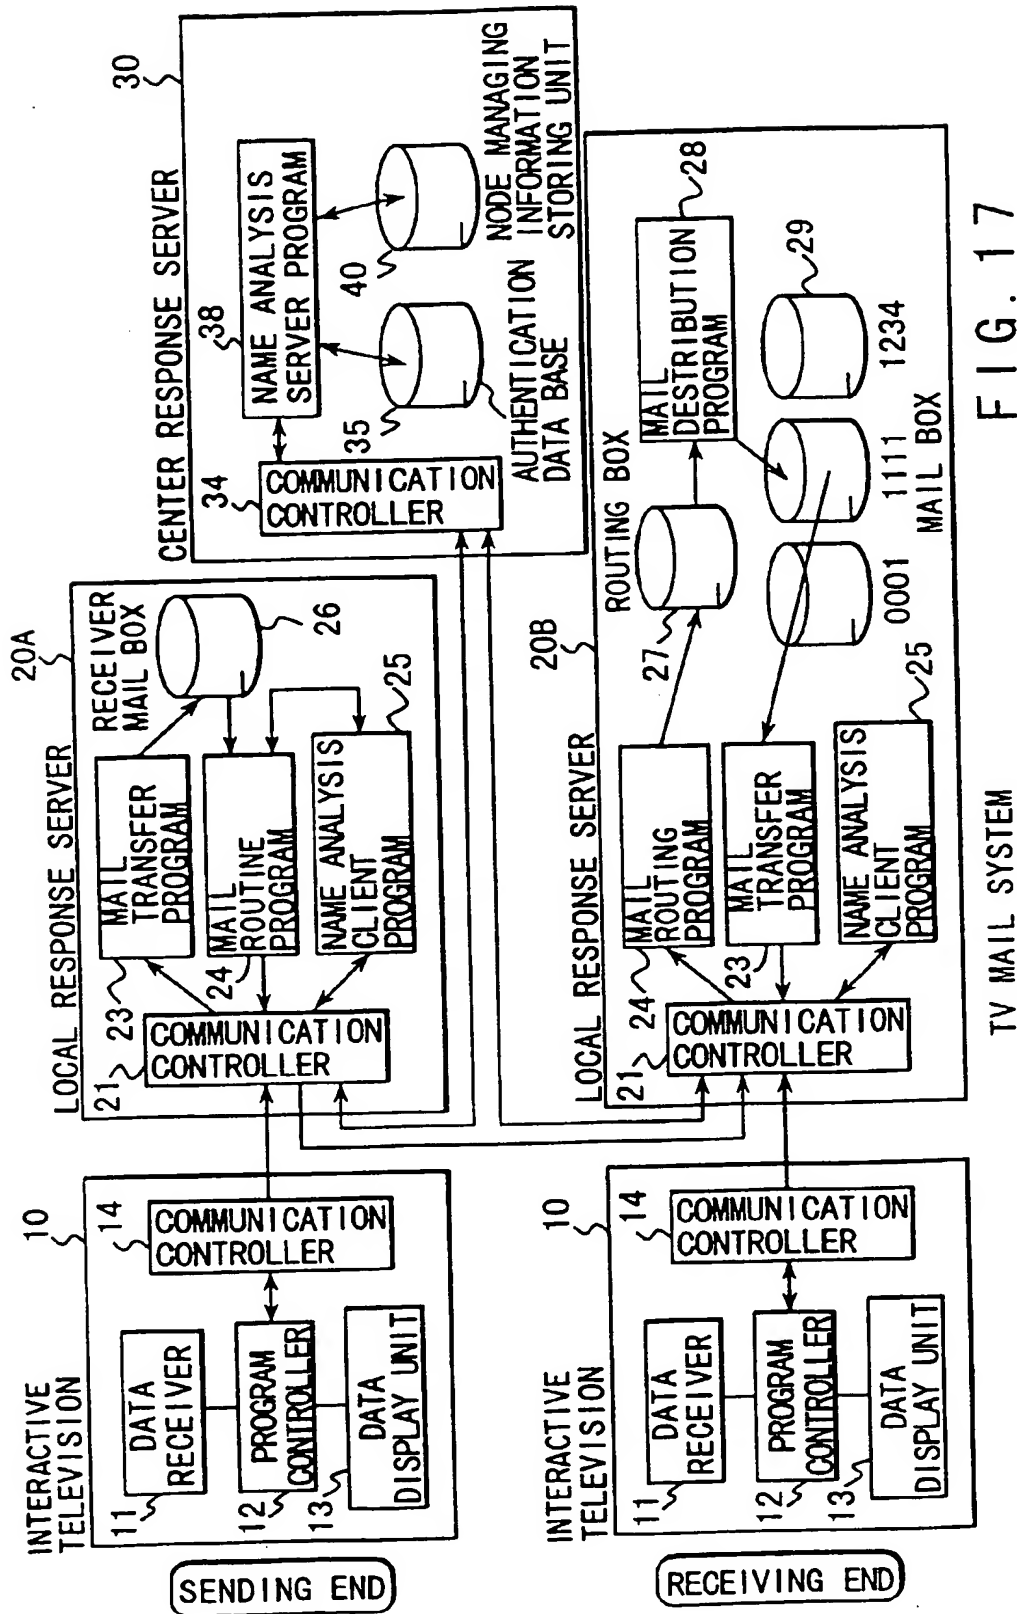 SENDING END
INTERACTIVE
TELEVISION
10
DATA
RECEIVER
11
PROGRAM
CONTROLLER
12
DATA
DISPLAY UNIT
13
14
COMMUNICATION
CONTROLLER
LOCAL RESPONSE SERVER
20A
21
COMMUNICATION
CONTROLLER
23
MAIL
TRANSFER
PROGRAM
24
MAIL
ROUTINE
PROGRAM
NAME ANALYSIS
CLIENT
PROGRAM
25
RECEIVER
MAIL BOX
26
CENTER RESPONSE SERVER
30
34
COMMUNICATION
CONTROLLER
38
NAME ANALYSIS
SERVER PROGRAM
35
AUTHENTICATION
DATA BASE
40
NODE MANAGING
INFORMATION
STORING UNIT
RECEIVING END
INTERACTIVE
TELEVISION
10
DATA
RECEIVER
11
PROGRAM
CONTROLLER
12
DATA
DISPLAY UNIT
13
14
COMMUNICATION
CONTROLLER
LOCAL RESPONSE SERVER
20B
21
COMMUNICATION
CONTROLLER
24
MAIL
ROUTING
PROGRAM
23
MAIL
TRANSFER
PROGRAM
NAME ANALYSIS
CLIENT
PROGRAM
25
ROUTING BOX
27
MAIL
DESTRIBUTION
PROGRAM
28
29
0001
1111
1234
MAIL BOX
TV MAIL SYSTEM
FIG. 17